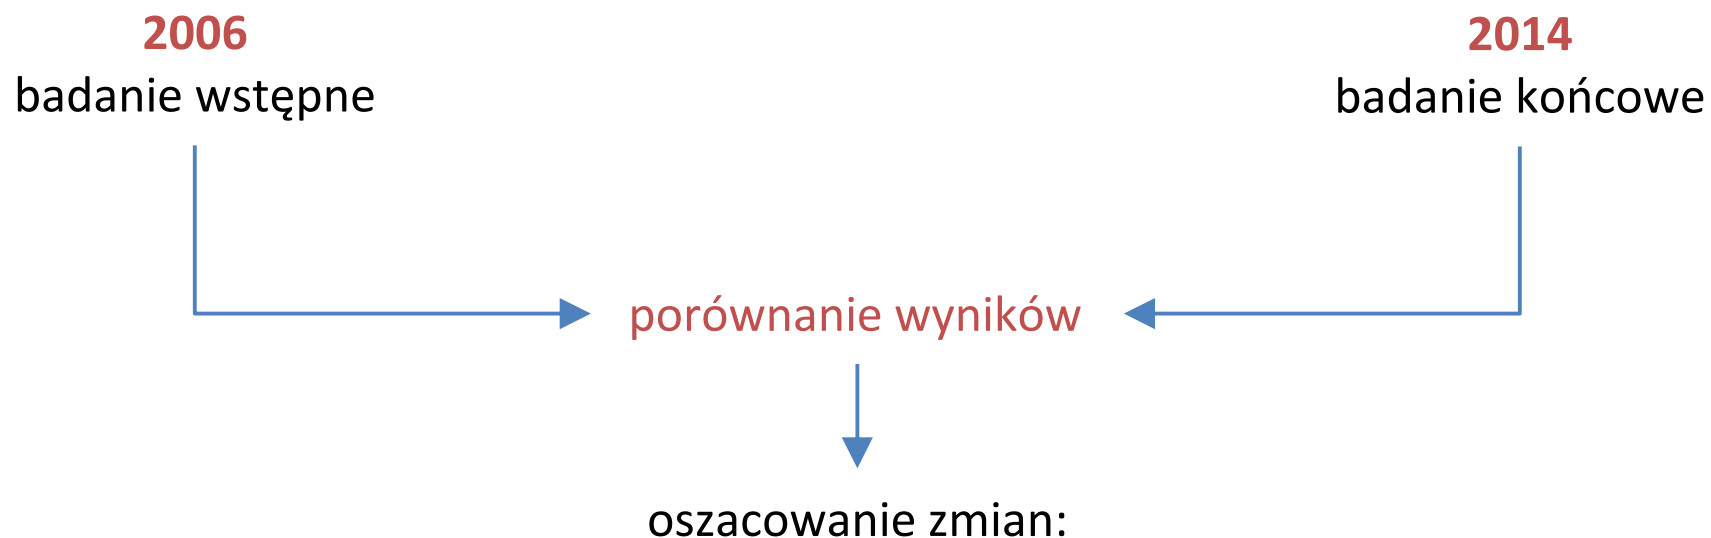 2006
badanie wstępne
2014
badanie końcowe
porównanie wyników
oszacowanie zmian: